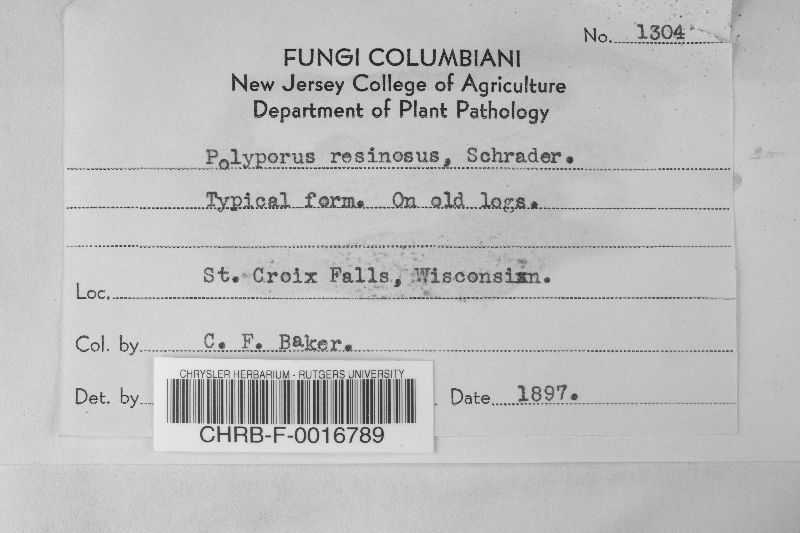 No. 1304
FUNGI COLUMBIANI
New Jersey College of Agriculture
Department of Plant Pathology
Polyporus resinosus, Schrader.
Typical form. On old logs.
St. Croix Falls, Wisconsin.
Loc.
Col. by C. F. Baker.
Det. by Date 1897.
CHRYSLER HERBARIUM - RUTGERS UNIVERSITY
CHRB-F-0016789